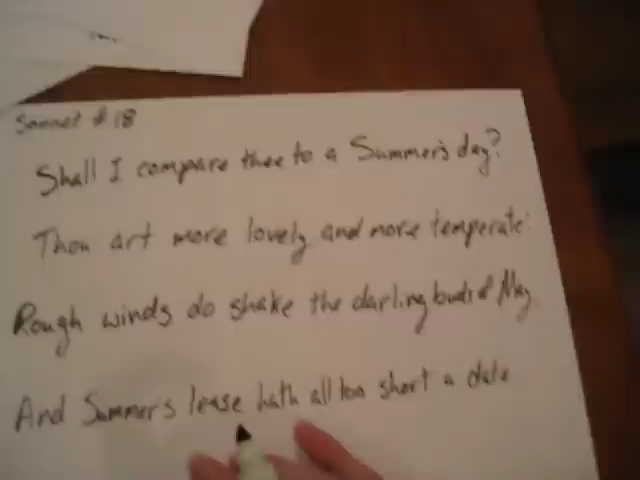 Sonnet #18
Shall I compare thee to a Summer's day?
Thou art more lovely and more temperate:
Rough winds do shake the darling buds of May,
And Summer's lease hath all too short a date